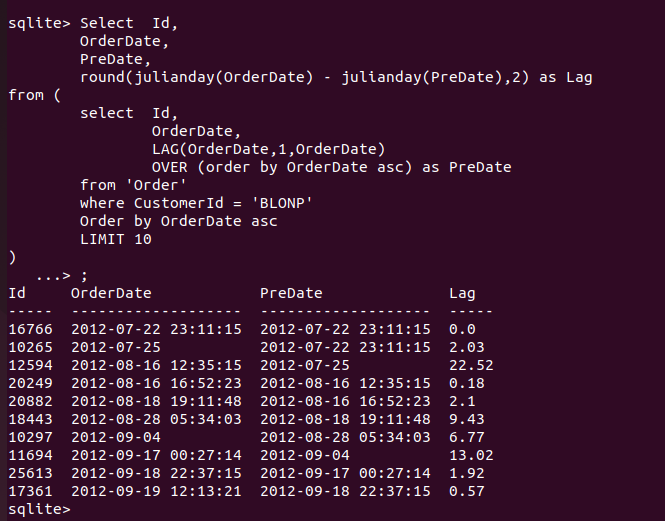 sqlite> Select  Id,
        OrderDate,
        PreDate,
        round(julianday(OrderDate) - julianday(PreDate),2) as Lag
from (
        select  Id,
                OrderDate,
                LAG(OrderDate,1,OrderDate)
                OVER (order by OrderDate asc) as PreDate
        from 'Order'
        where CustomerId = 'BLONP'
        Order by OrderDate asc
        LIMIT 10
)
   ...> ;
Id     OrderDate            PreDate              Lag
-----  -------------------  -------------------  -----
16766  2012-07-22 23:11:15  2012-07-22 23:11:15  0.0
10265  2012-07-25           2012-07-22 23:11:15  2.03
12594  2012-08-16 12:35:15  2012-07-25           22.52
20249  2012-08-16 16:52:23  2012-08-16 12:35:15  0.18
20882  2012-08-18 19:11:48  2012-08-16 16:52:23  2.1
18443  2012-08-28 05:34:03  2012-08-18 19:11:48  9.43
10297  2012-09-04           2012-08-28 05:34:03  6.77
11694  2012-09-17 00:27:14  2012-09-04           13.02
25613  2012-09-18 22:37:15  2012-09-17 00:27:14  1.92
17361  2012-09-19 12:13:21  2012-09-18 22:37:15  0.57
sqlite>